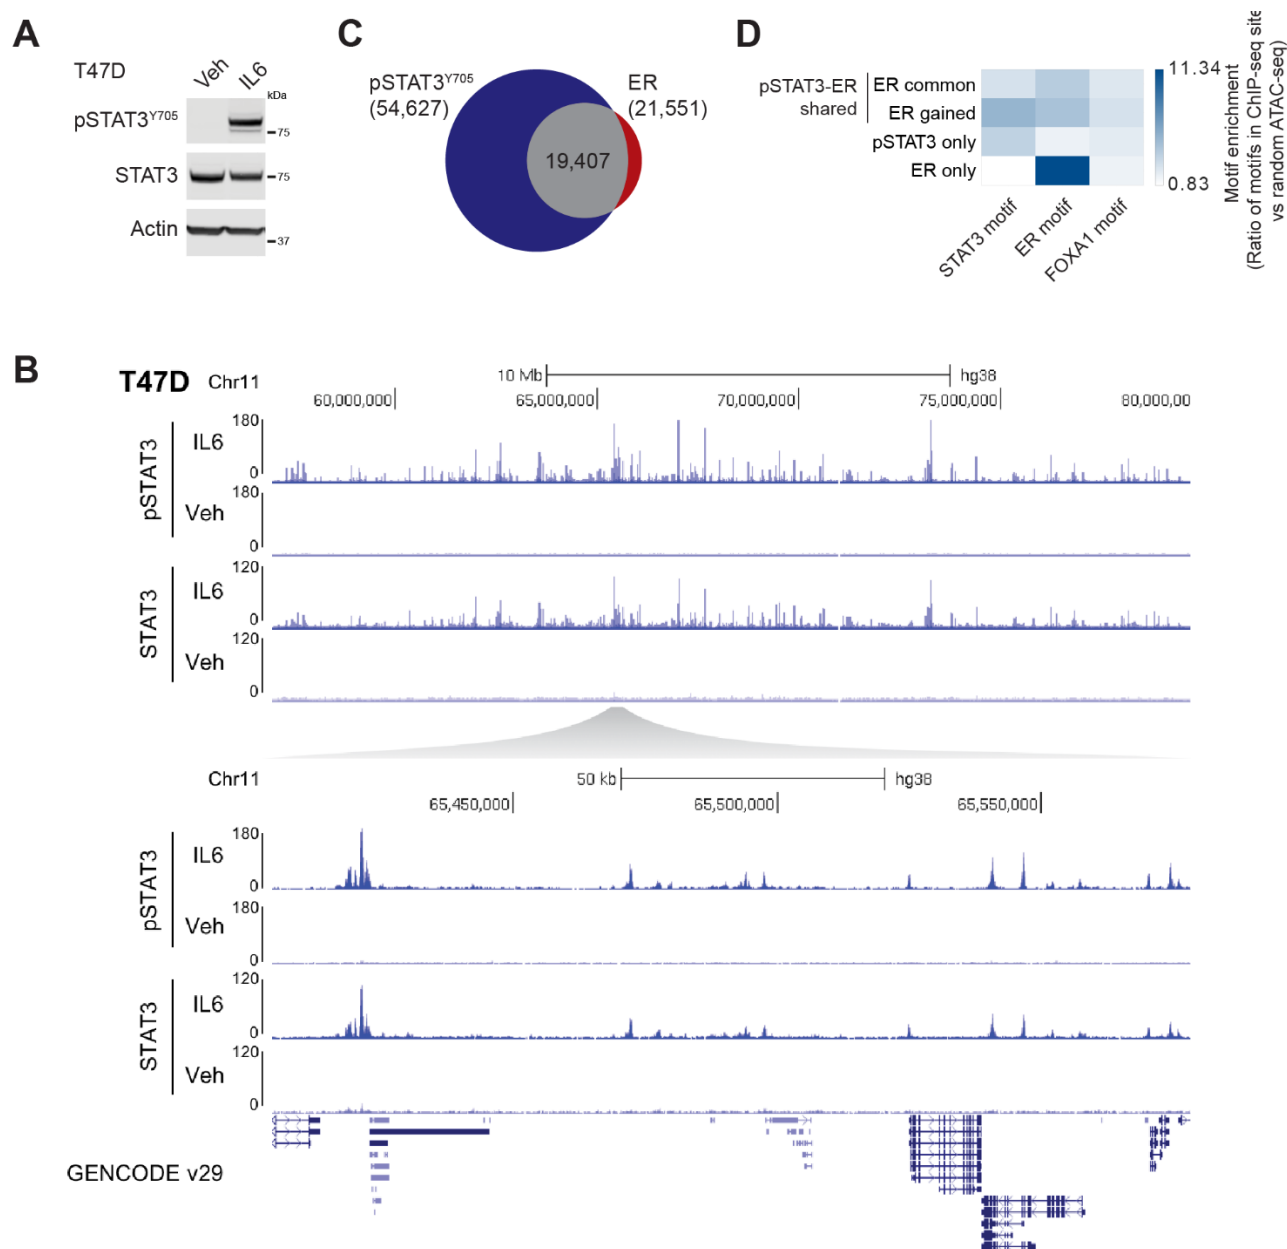 A
T47D
Veh
IL6
kDa
pSTAT3Y705
75
STAT3
75
Actin
37
C
pSTAT3Y705
(54,627)
ER
(21,551)
19,407
D
pSTAT3-ER
shared
ER common
ER gained
pSTAT3 only
ER only
STAT3 motif
ER motif
FOXA1 motif
11.34
0.83
Motif enrichment
(Ratio of motifs in ChIP-seq site
vs random ATAC-seq)
B
T47D
Chr11
10 Mb
hg38
60,000,000
65,000,000
70,000,000
75,000,000
80,000,00
pSTAT3
IL6
180
0
Veh
180
0
STAT3
IL6
120
0
Veh
120
0
Chr11
50 kb
hg38
65,450,000
65,500,000
65,550,000
pSTAT3
IL6
180
0
Veh
180
0
STAT3
IL6
120
0
Veh
120
0
GENCODE v29